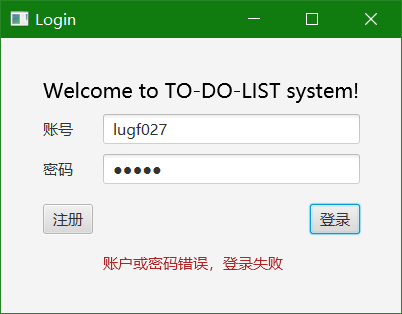 Login
Welcome to TO-DO-LIST system!
账号 lugf027
密码 ●●●●●
注册 登录
账户或密码错误，登录失败